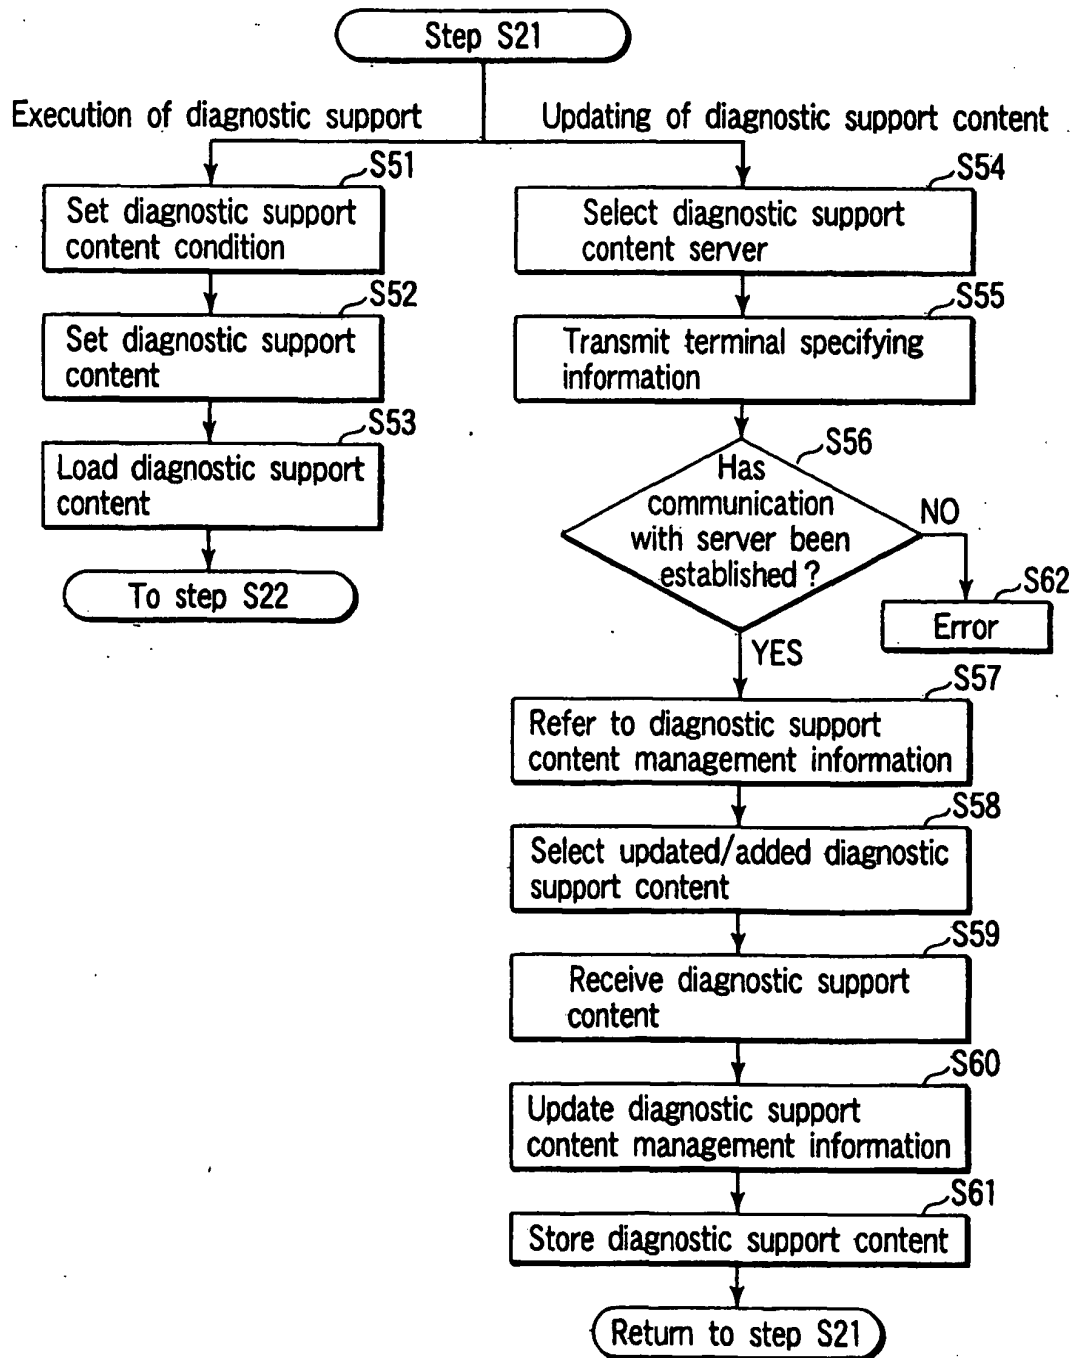 Step S21
Execution of diagnostic support
Updating of diagnostic support content
S51
Set diagnostic support
content condition
S52
Set diagnostic support
content
S53
Load diagnostic support
content
To step S22
S54
Select diagnostic support
content server
S55
Transmit terminal specifying
information
S56
Has
communication
with server been
established?
NO
S62
Error
YES
S57
Refer to diagnostic support
content management information
S58
Select updated/added diagnostic
support content
S59
Receive diagnostic support
content
S60
Update diagnostic support
content management information
S61
Store diagnostic support content
Return to step S21